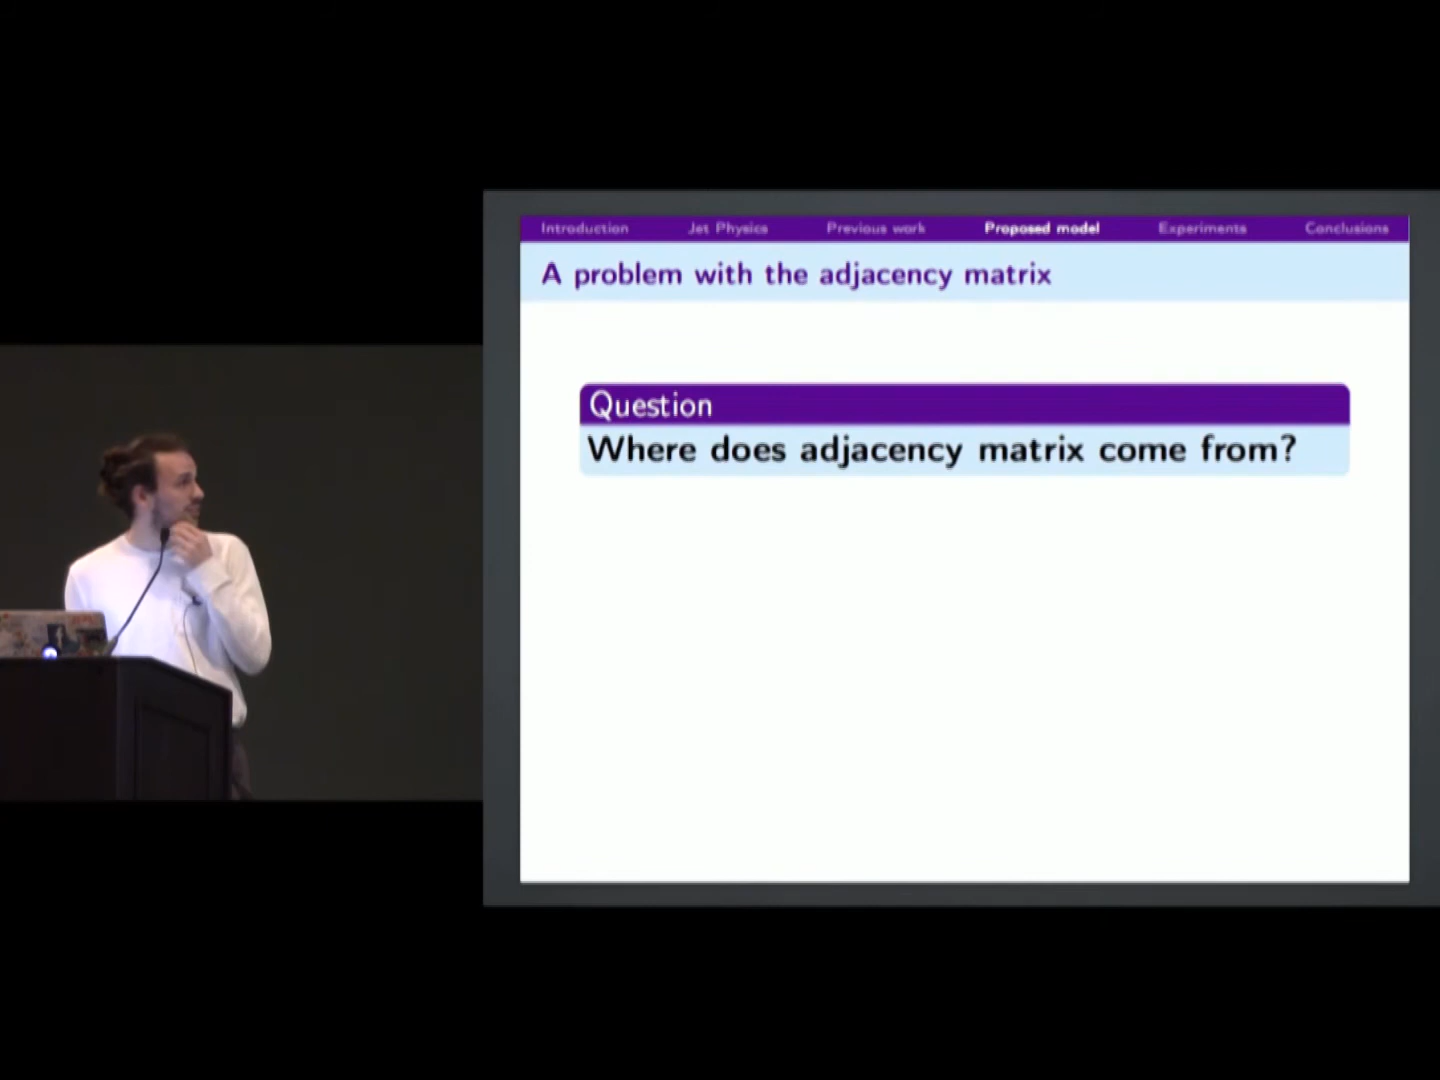 Introduction Jet Physics Previous work Proposed model Experiments Conclusions
A problem with the adjacency matrix
Question
Where does adjacency matrix come from?